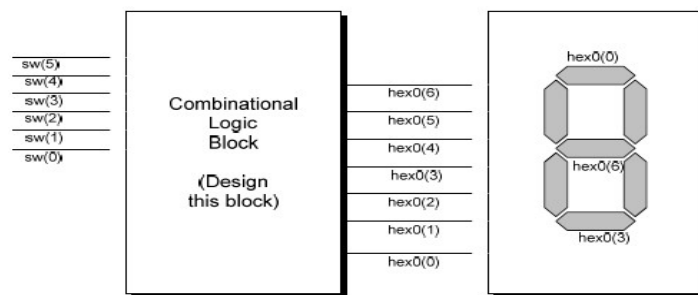 sw(5)
sw(4)
sw(3)
sw(2)
sw(1)
sw(0)
Combinational
Logic
Block
(Design
this block)
hex0(6)
hex0(5)
hex0(4)
hex0(3)
hex0(2)
hex0(1)
hex0(0)
hex0(0)
hex0(6)
hex0(3)